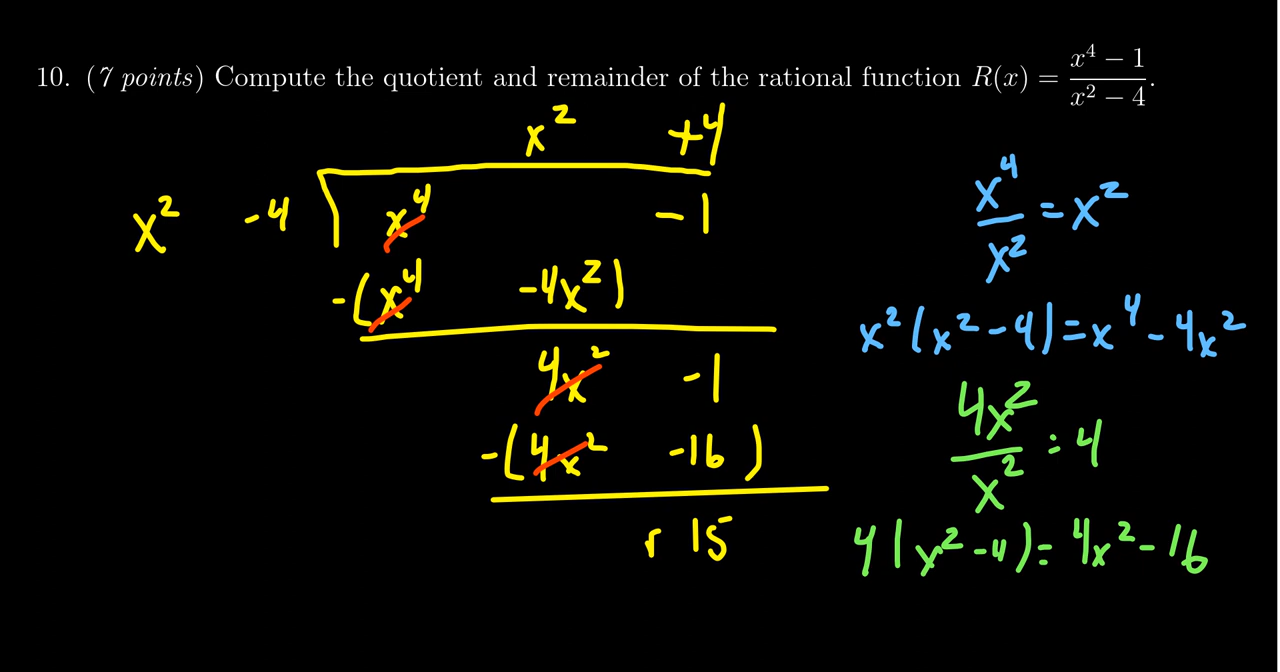 10. (7 points) Compute the quotient and remainder of the rational function R(x) = (x⁴ − 1)/(x² − 4).
x² +4
x² -4 x⁴ -1
-(x⁴ -4x²)
4x² -1
-(4x² -16)
r 15
x⁴/x² = x²
x²(x²-4)=x⁴-4x²
4x²/x² = 4
4(x²-4)= 4x²-16